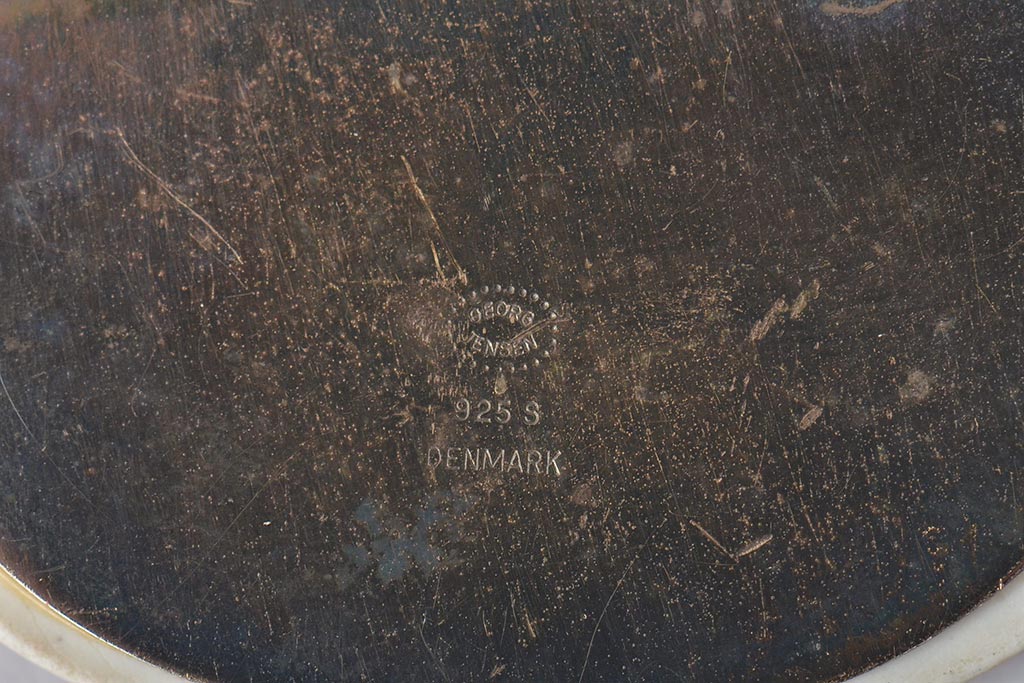 GEORG
JENSEN
925 S
DENMARK